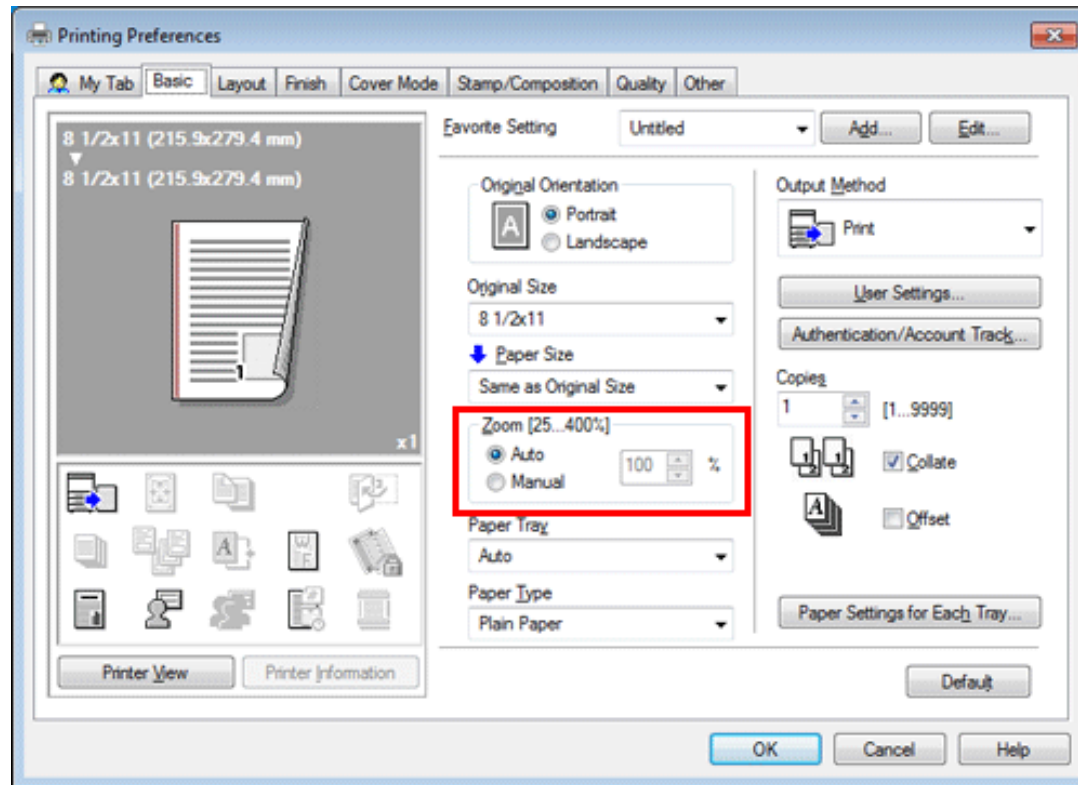 Printing Preferences
My Tab Basic Layout Finish Cover Mode Stamp/Composition Quality Other
8 1/2x11 (215.9x279.4 mm)
8 1/2x11 (215.9x279.4 mm)
1
x1
Printer View Printer Information
Favorite Setting Untitled Add... Edit...
Original Orientation
A
Portrait
Landscape
Original Size
8 1/2x11
Paper Size
Same as Original Size
Zoom [25...400%]
Auto
Manual
100 %
Paper Tray
Auto
Paper Type
Plain Paper
Output Method
Print
User Settings...
Authentication/Account Track...
Copies
1 [1...9999]
Collate
Offset
Paper Settings for Each Tray...
Default
OK Cancel Help